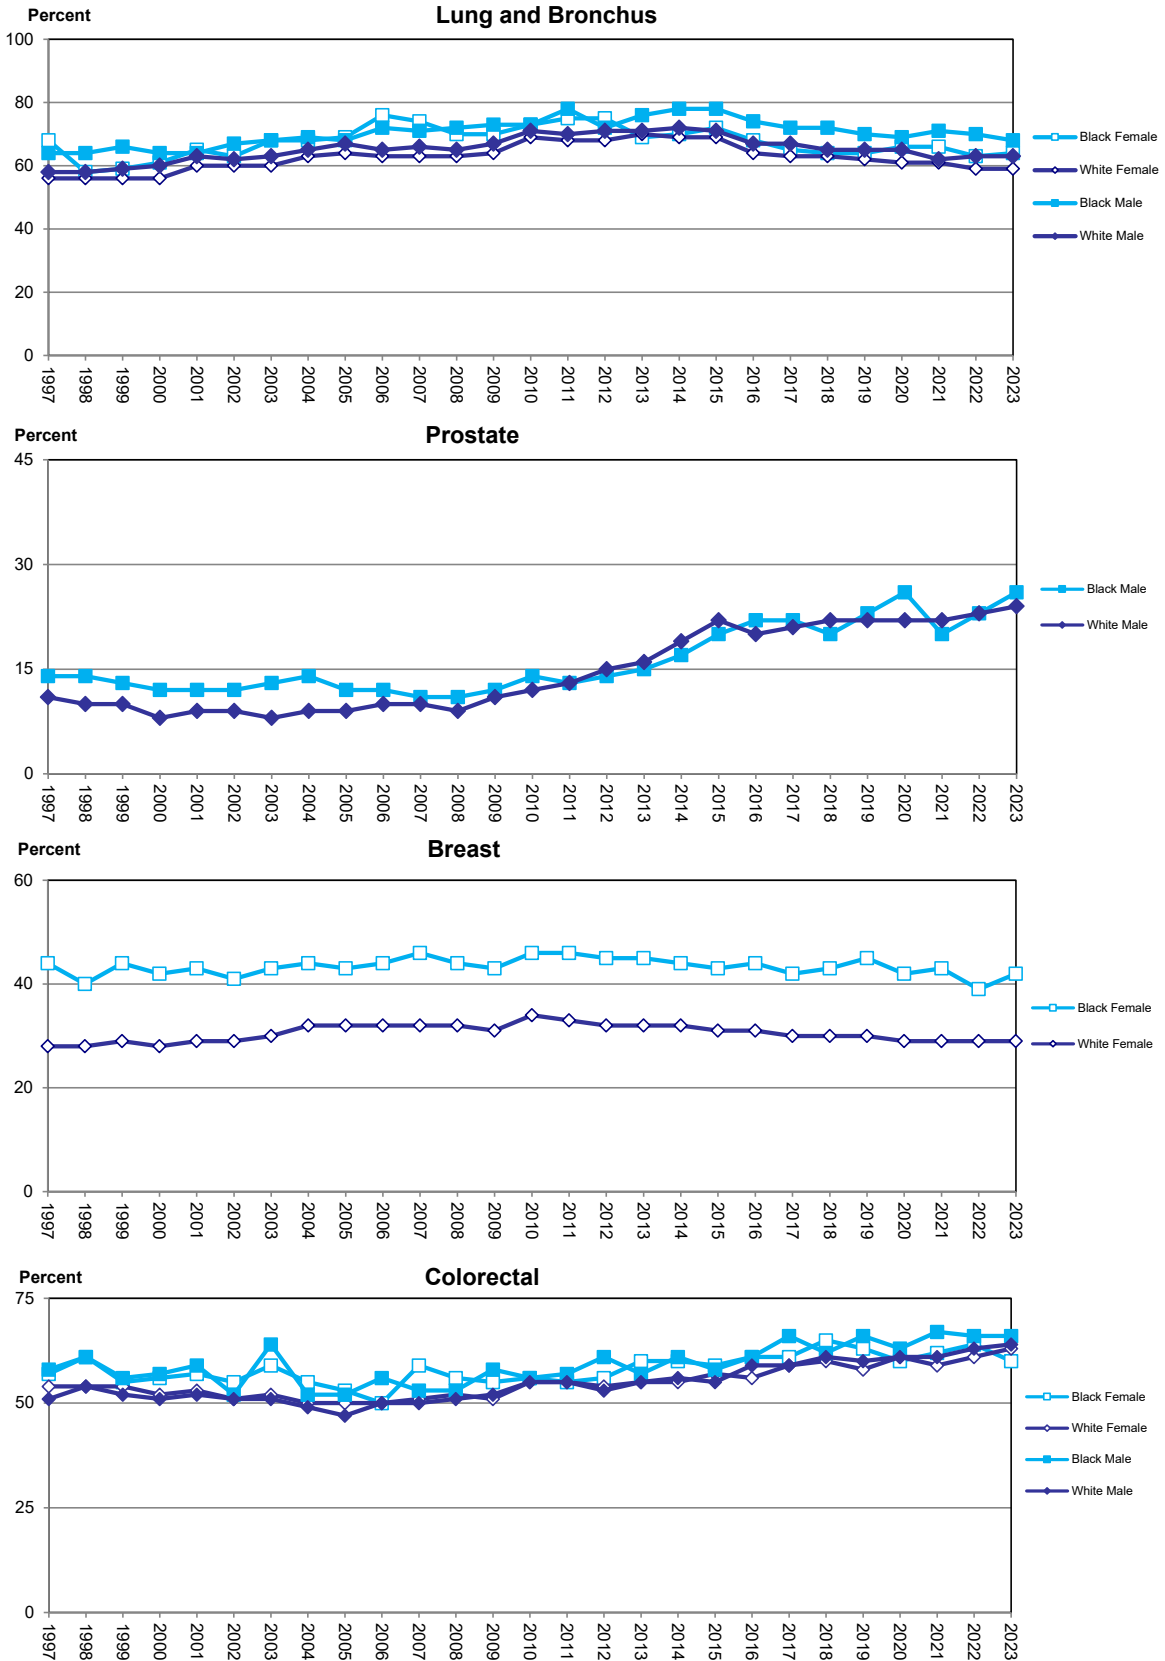 Lung and Bronchus
Percent
100
80
60
40
20
0
1997 1998 1999 2000 2001 2002 2003 2004 2005 2006 2007 2008 2009 2010 2011 2012 2013 2014 2015 2016 2017 2018 2019 2020 2021 2022 2023
Black Female
White Female
Black Male
White Male
Prostate
Percent
45
30
15
0
1997 1998 1999 2000 2001 2002 2003 2004 2005 2006 2007 2008 2009 2010 2011 2012 2013 2014 2015 2016 2017 2018 2019 2020 2021 2022 2023
Black Male
White Male
Breast
Percent
60
40
20
0
1997 1998 1999 2000 2001 2002 2003 2004 2005 2006 2007 2008 2009 2010 2011 2012 2013 2014 2015 2016 2017 2018 2019 2020 2021 2022 2023
Black Female
White Female
Colorectal
Percent
75
50
25
0
1997 1998 1999 2000 2001 2002 2003 2004 2005 2006 2007 2008 2009 2010 2011 2012 2013 2014 2015 2016 2017 2018 2019 2020 2021 2022 2023
Black Female
White Female
Black Male
White Male